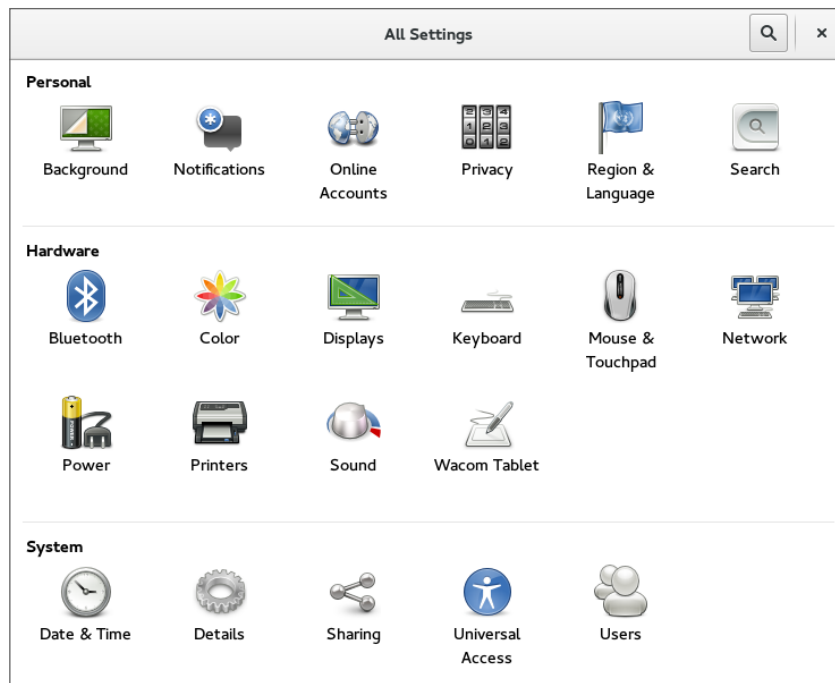 All Settings
Personal
Background
Notifications
Online
Accounts
Privacy
Region &
Language
Search
Hardware
Bluetooth
Color
Displays
Keyboard
Mouse &
Touchpad
Network
Power
Printers
Sound
Wacom Tablet
System
Date & Time
Details
Sharing
Universal
Access
Users